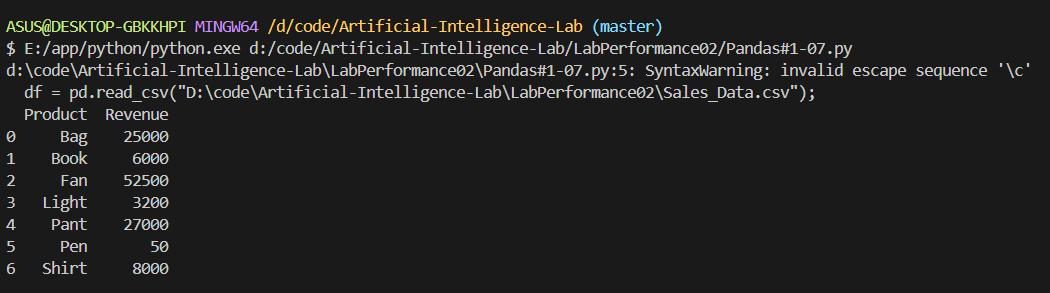 ASUS@DESKTOP-GBKKHPI MINGW64 /d/code/Artificial-Intelligence-Lab (master)
$ E:/app/python/python.exe d:/code/Artificial-Intelligence-Lab/LabPerformance02/Pandas#1-07.py
d:\code\Artificial-Intelligence-Lab\LabPerformance02\Pandas#1-07.py:5: SyntaxWarning: invalid escape sequence '\c'
  df = pd.read_csv("D:\code\Artificial-Intelligence-Lab\LabPerformance02\Sales_Data.csv");
  Product  Revenue
0     Bag    25000
1    Book     6000
2     Fan    52500
3   Light     3200
4    Pant    27000
5     Pen       50
6   Shirt     8000